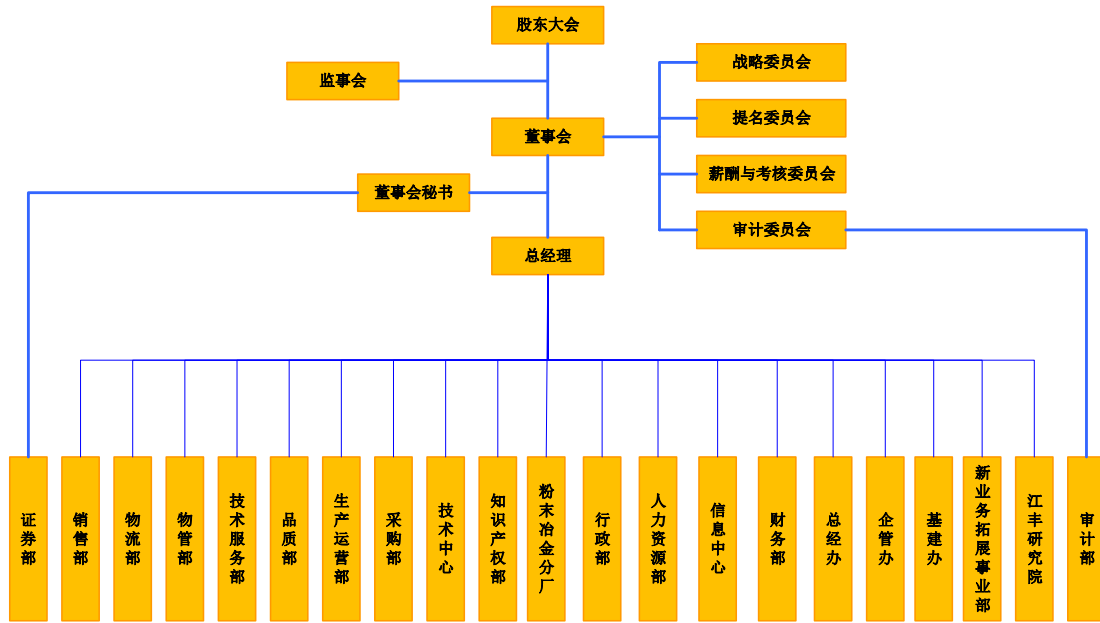 股东大会
监事会
战略委员会
提名委员会
董事会
薪酬与考核委员会
董事会秘书
审计委员会
总经理
证券部
销售部
物流部
物管部
技术服务部
品质部
生产运营部
采购部
技术中心
知识产权部
粉末冶金分厂
行政部
人力资源部
信息中心
财务部
总经办
企管办
基建办
新业务拓展事业部
江丰研究院
审计部